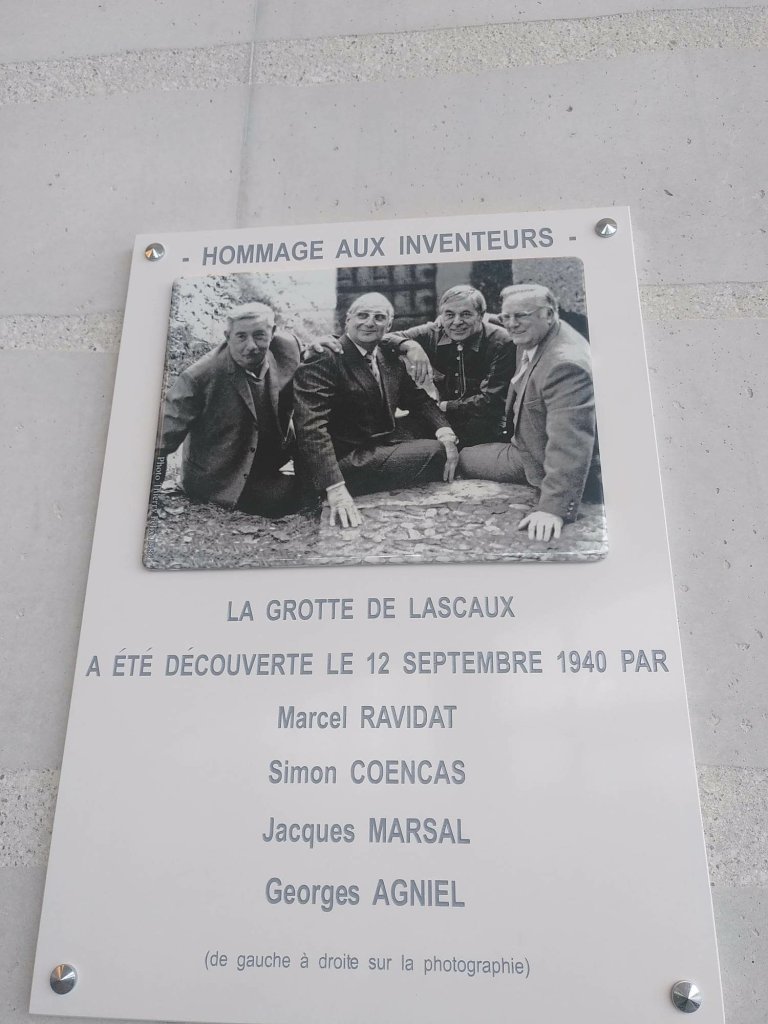 - HOMMAGE AUX INVENTEURS -
Photo
LA GROTTE DE LASCAUX
A ÉTÉ DÉCOUVERTE LE 12 SEPTEMBRE 1940 PAR
Marcel RAVIDAT
Simon COENCAS
Jacques MARSAL
Georges AGNIEL
(de gauche à droite sur la photographie)